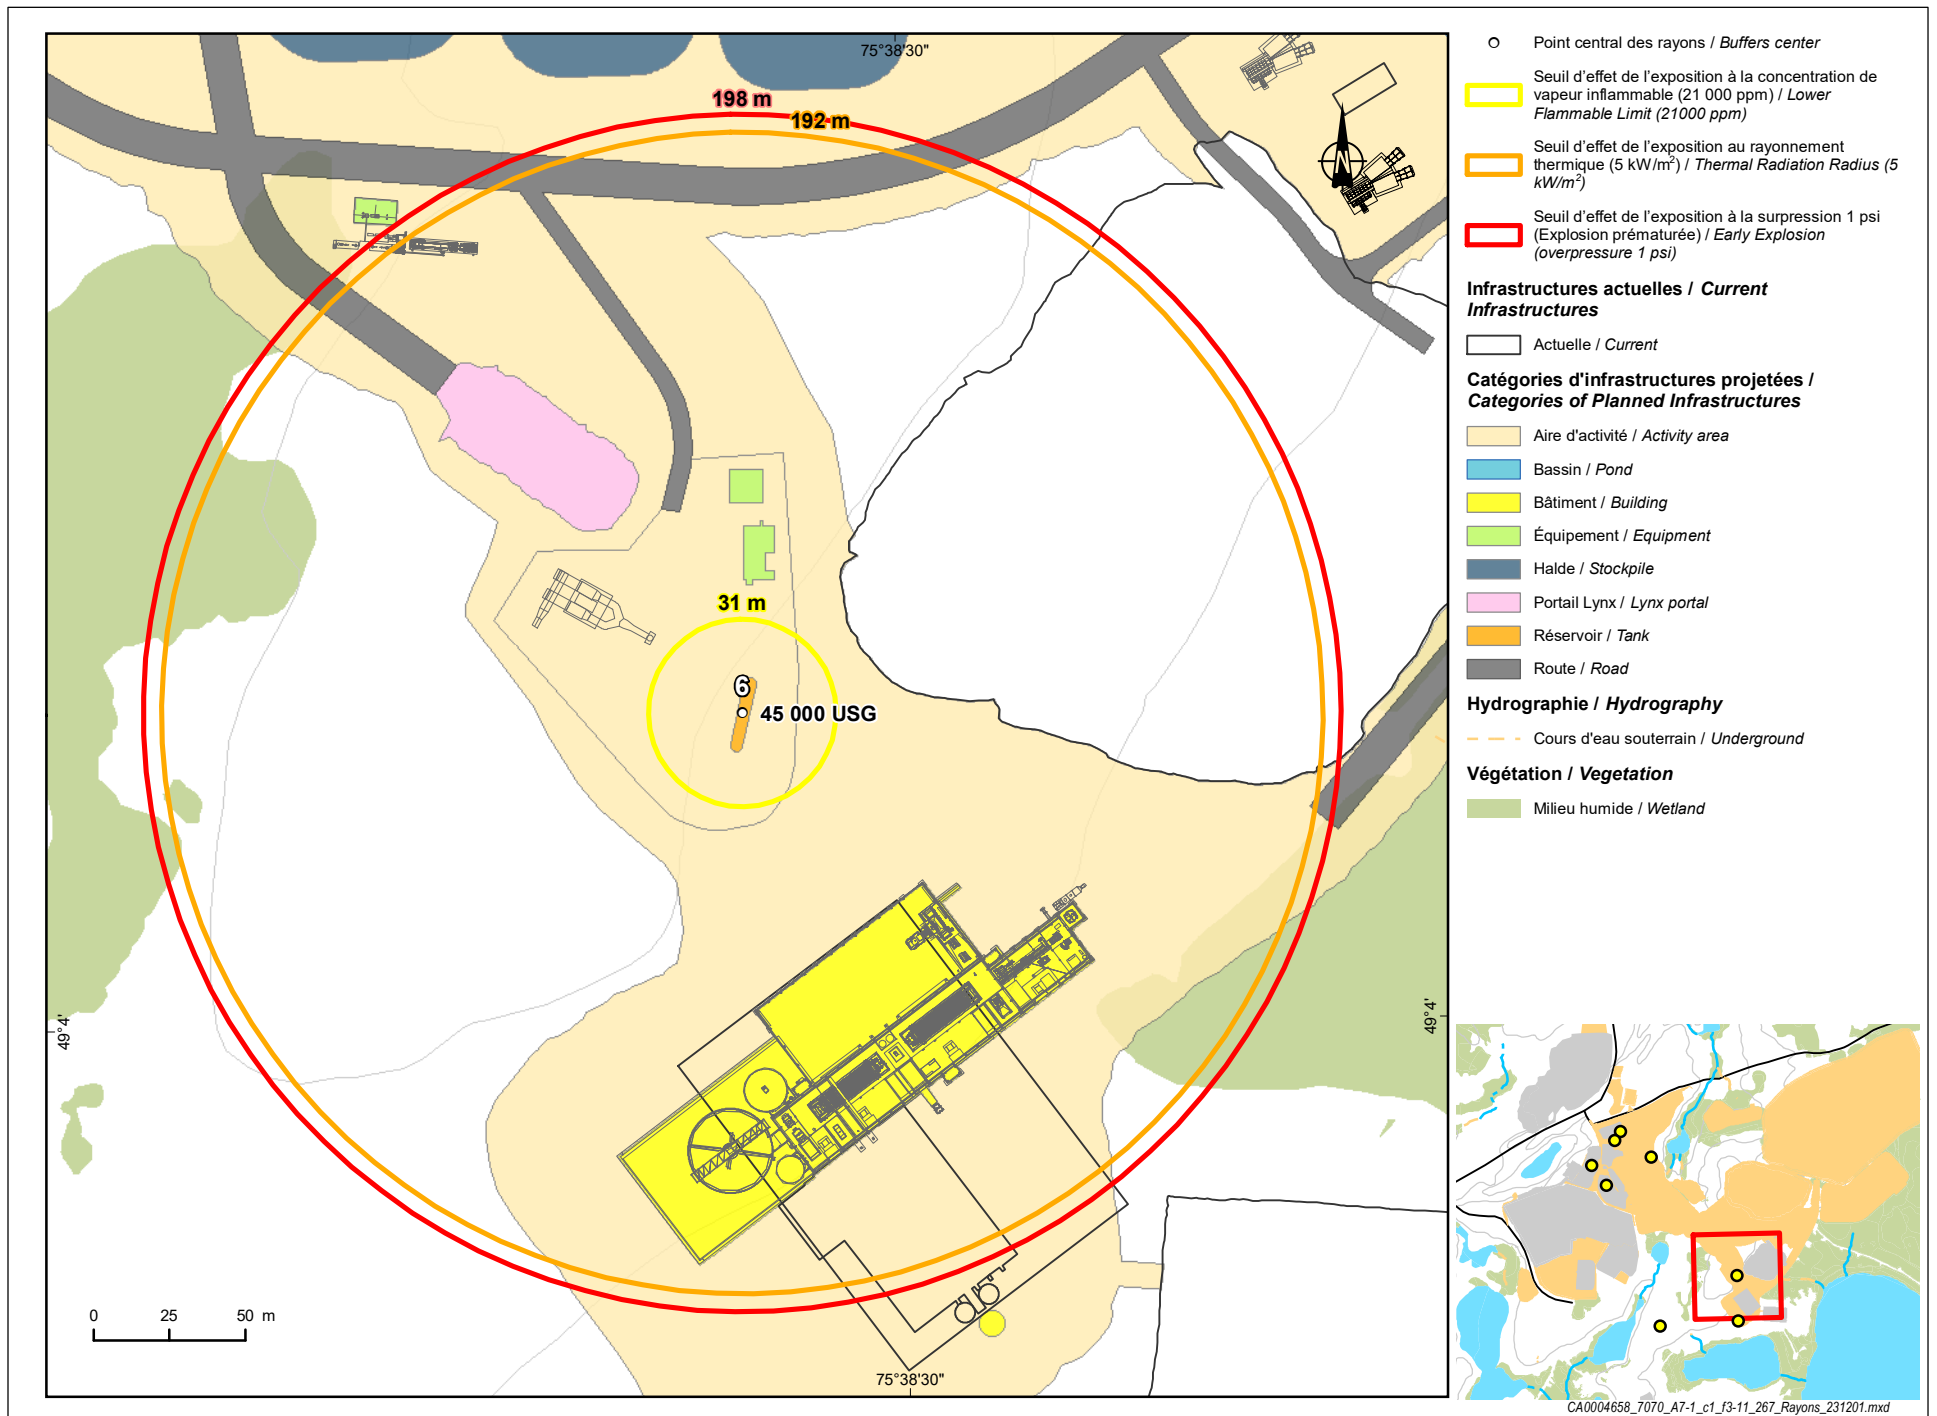 75°38'30"
198 m
192 m
31 m
6
45 000 USG
49°4'
49°4'
0 25 50 m
75°38'30"
N
Point central des rayons / Buffers center
Seuil d'effet de l'exposition à la concentration de
vapeur inflammable (21 000 ppm) / Lower
Flammable Limit (21000 ppm)
Seuil d'effet de l'exposition au rayonnement
thermique (5 kW/m²) / Thermal Radiation Radius (5
kW/m²)
Seuil d'effet de l'exposition à la surpression 1 psi
(Explosion prématurée) / Early Explosion
(overpressure 1 psi)
Infrastructures actuelles / Current
Infrastructures
Actuelle / Current
Catégories d'infrastructures projetées /
Categories of Planned Infrastructures
Aire d'activité / Activity area
Bassin / Pond
Bâtiment / Building
Équipement / Equipment
Halde / Stockpile
Portail Lynx / Lynx portal
Réservoir / Tank
Route / Road
Hydrographie / Hydrography
Cours d'eau souterrain / Underground
Végétation / Vegetation
Milieu humide / Wetland
CA0004658_7070_A7-1_c1_f3-11_267_Rayons_231201.mxd